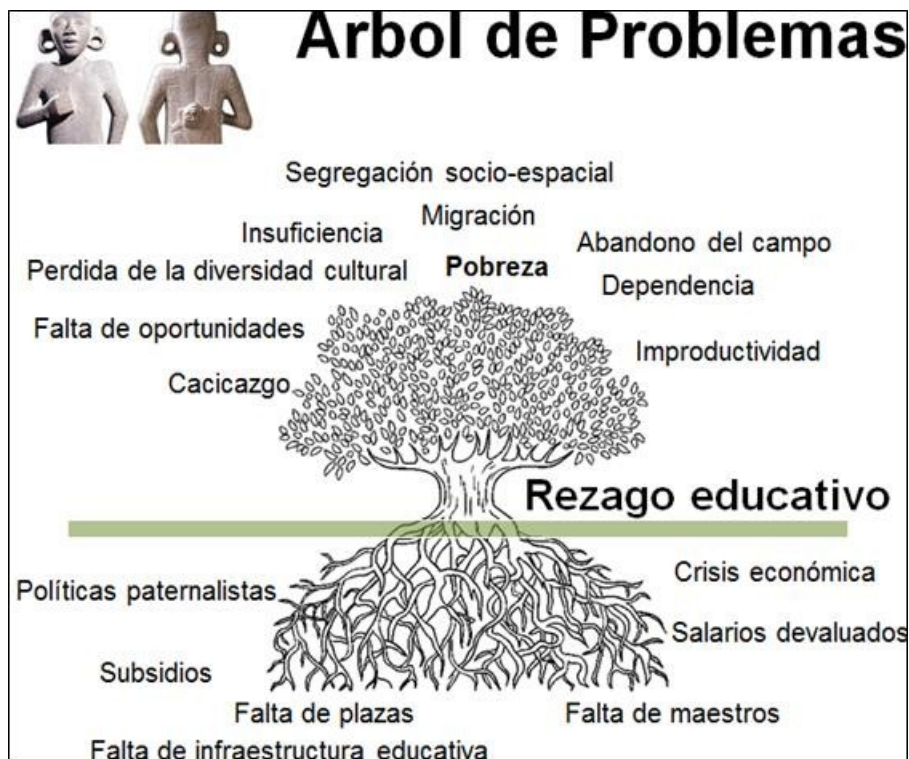 Arbol de Problemas
Segregación socio-espacial
Migración
Insuficiencia
Abandono del campo
Perdida de la diversidad cultural
Pobreza
Dependencia
Falta de oportunidades
Improductividad
Cacicazgo
Rezago educativo
Crisis económica
Políticas paternalistas
Salarios devaluados
Subsidios
Falta de plazas
Falta de maestros
Falta de infraestructura educativa